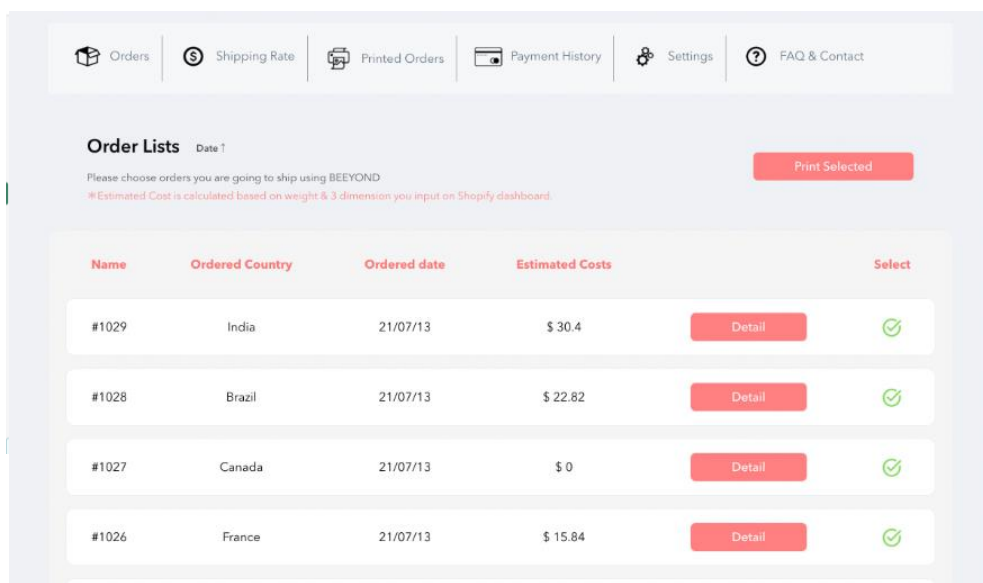 Orders Shipping Rate Printed Orders Payment History Settings FAQ & Contact
Order Lists Date ↑
Print Selected
Please choose orders you are going to ship using BEEYOND
*Estimated Cost is calculated based on weight & 3 dimension you input on Shopify dashboard.
Name Ordered Country Ordered date Estimated Costs Select
#1029 India 21/07/13 $ 30.4 Detail
#1028 Brazil 21/07/13 $ 22.82 Detail
#1027 Canada 21/07/13 $ 0 Detail
#1026 France 21/07/13 $ 15.84 Detail